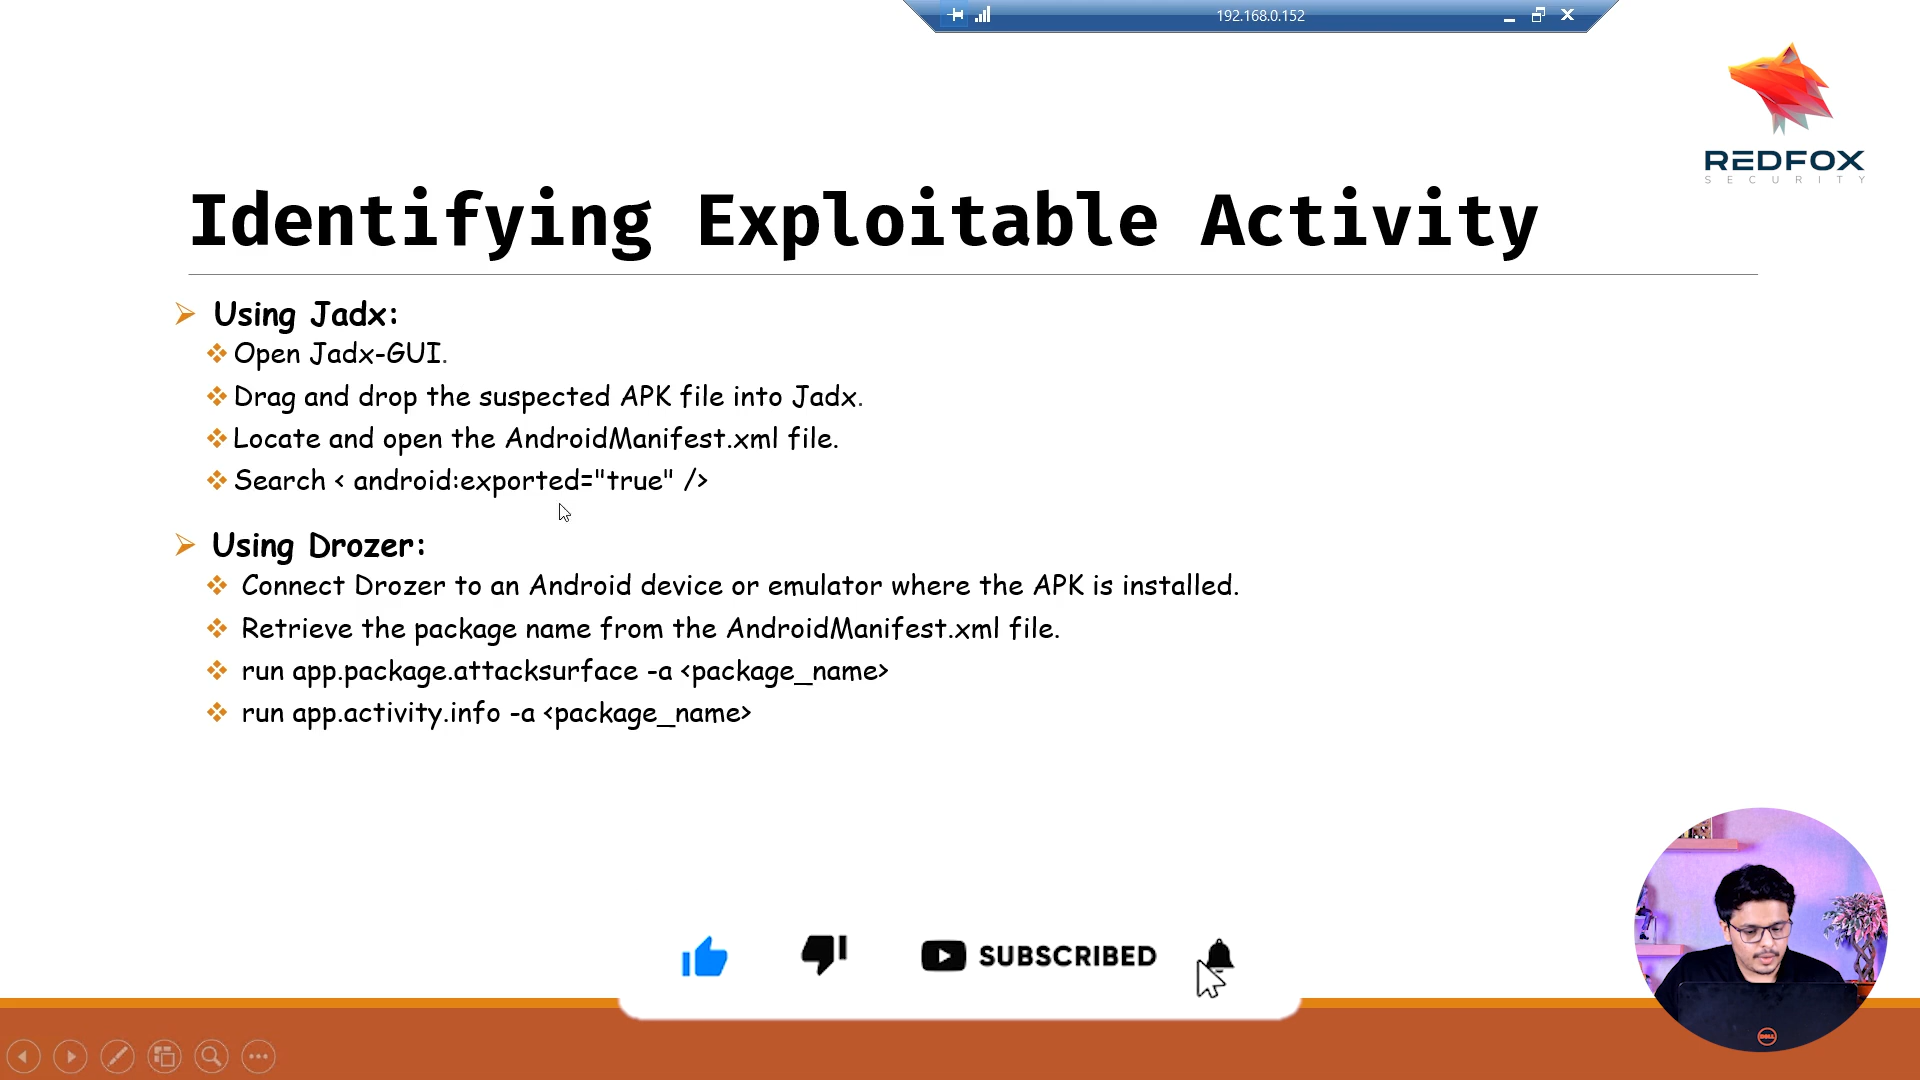 192.168.0.152
REDFOX
SECURITY
Identifying Exploitable Activity
Using Jadx:
Open Jadx-GUI.
Drag and drop the suspected APK file into Jadx.
Locate and open the AndroidManifest.xml file.
Search < android:exported="true" />
Using Drozer:
Connect Drozer to an Android device or emulator where the APK is installed.
Retrieve the package name from the AndroidManifest.xml file.
run app.package.attacksurface -a <package_name>
run app.activity.info -a <package_name>
SUBSCRIBED
DELL